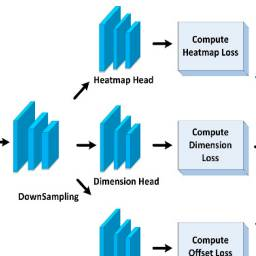 Compute
Heatmap Loss
Heatmap Head
Compute
Dimension
Loss
Dimension Head
DownSampling
Compute
Offset Loss